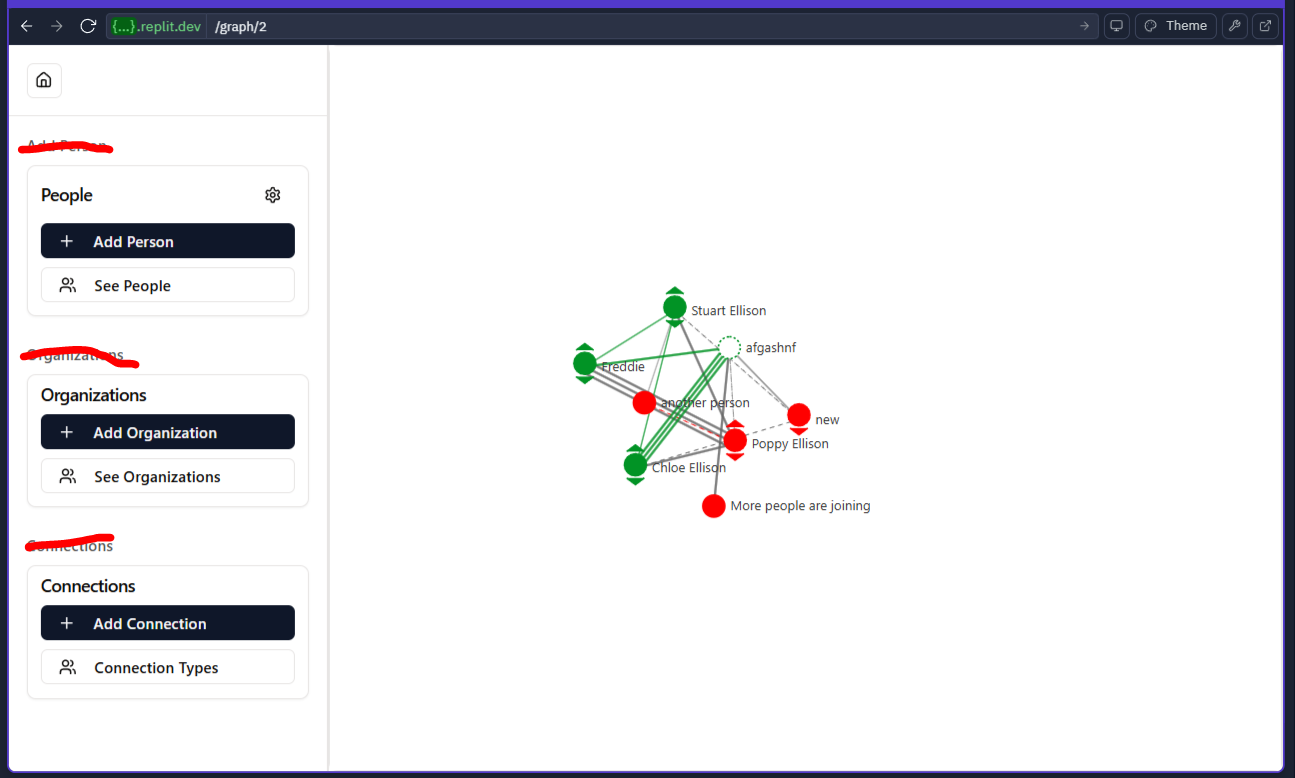 {...}.replit.dev /graph/2
Theme
Add Person
People
Add Person
See People
Organizations
Organizations
Add Organization
See Organizations
Connections
Connections
Add Connection
Connection Types
Stuart Ellison
afgashnf
Freddie
another person
new
Poppy Ellison
Chloe Ellison
More people are joining